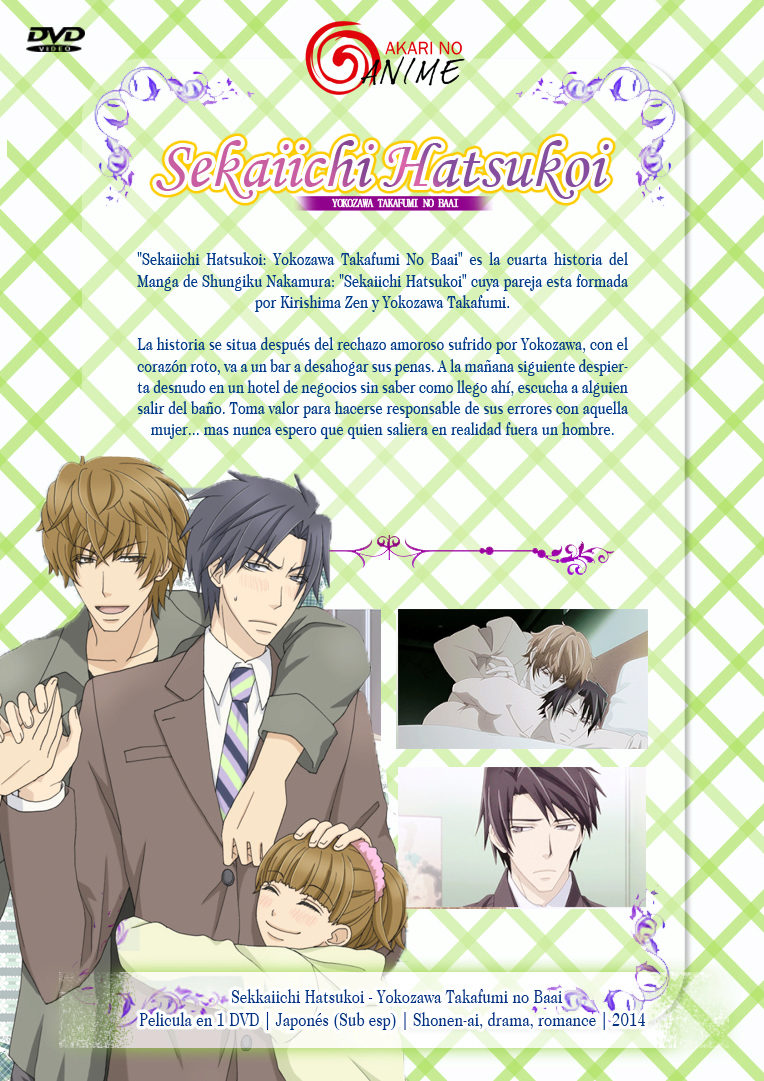 DVD
VIDEO
AKARI NO
ANIME
Sekaiichi Hatsukoi
YOKOZAWA TAKAFUMI NO BAAI
"Sekaiichi Hatsukoi: Yokozawa Takafumi No Baai" es la cuarta historia del
Manga de Shungiku Nakamura: "Sekaiichi Hatsukoi" cuya pareja esta formada
por Kirishima Zen y Yokozawa Takafumi.
La historia se situa después del rechazo amoroso sufrido por Yokozawa, con el
corazón roto, va a un bar a desahogar sus penas. A la mañana siguiente despier-
ta desnudo en un hotel de negocios sin saber como llego ahí, escucha a alguien
salir del baño. Toma valor para hacerse responsable de sus errores con aquella
mujer... mas nunca espero que quien saliera en realidad fuera un hombre.
Sekkaiichi Hatsukoi - Yokozawa Takafumi no Baai
Pelicula en 1 DVD | Japonés (Sub esp) | Shonen-ai, drama, romance | 2014